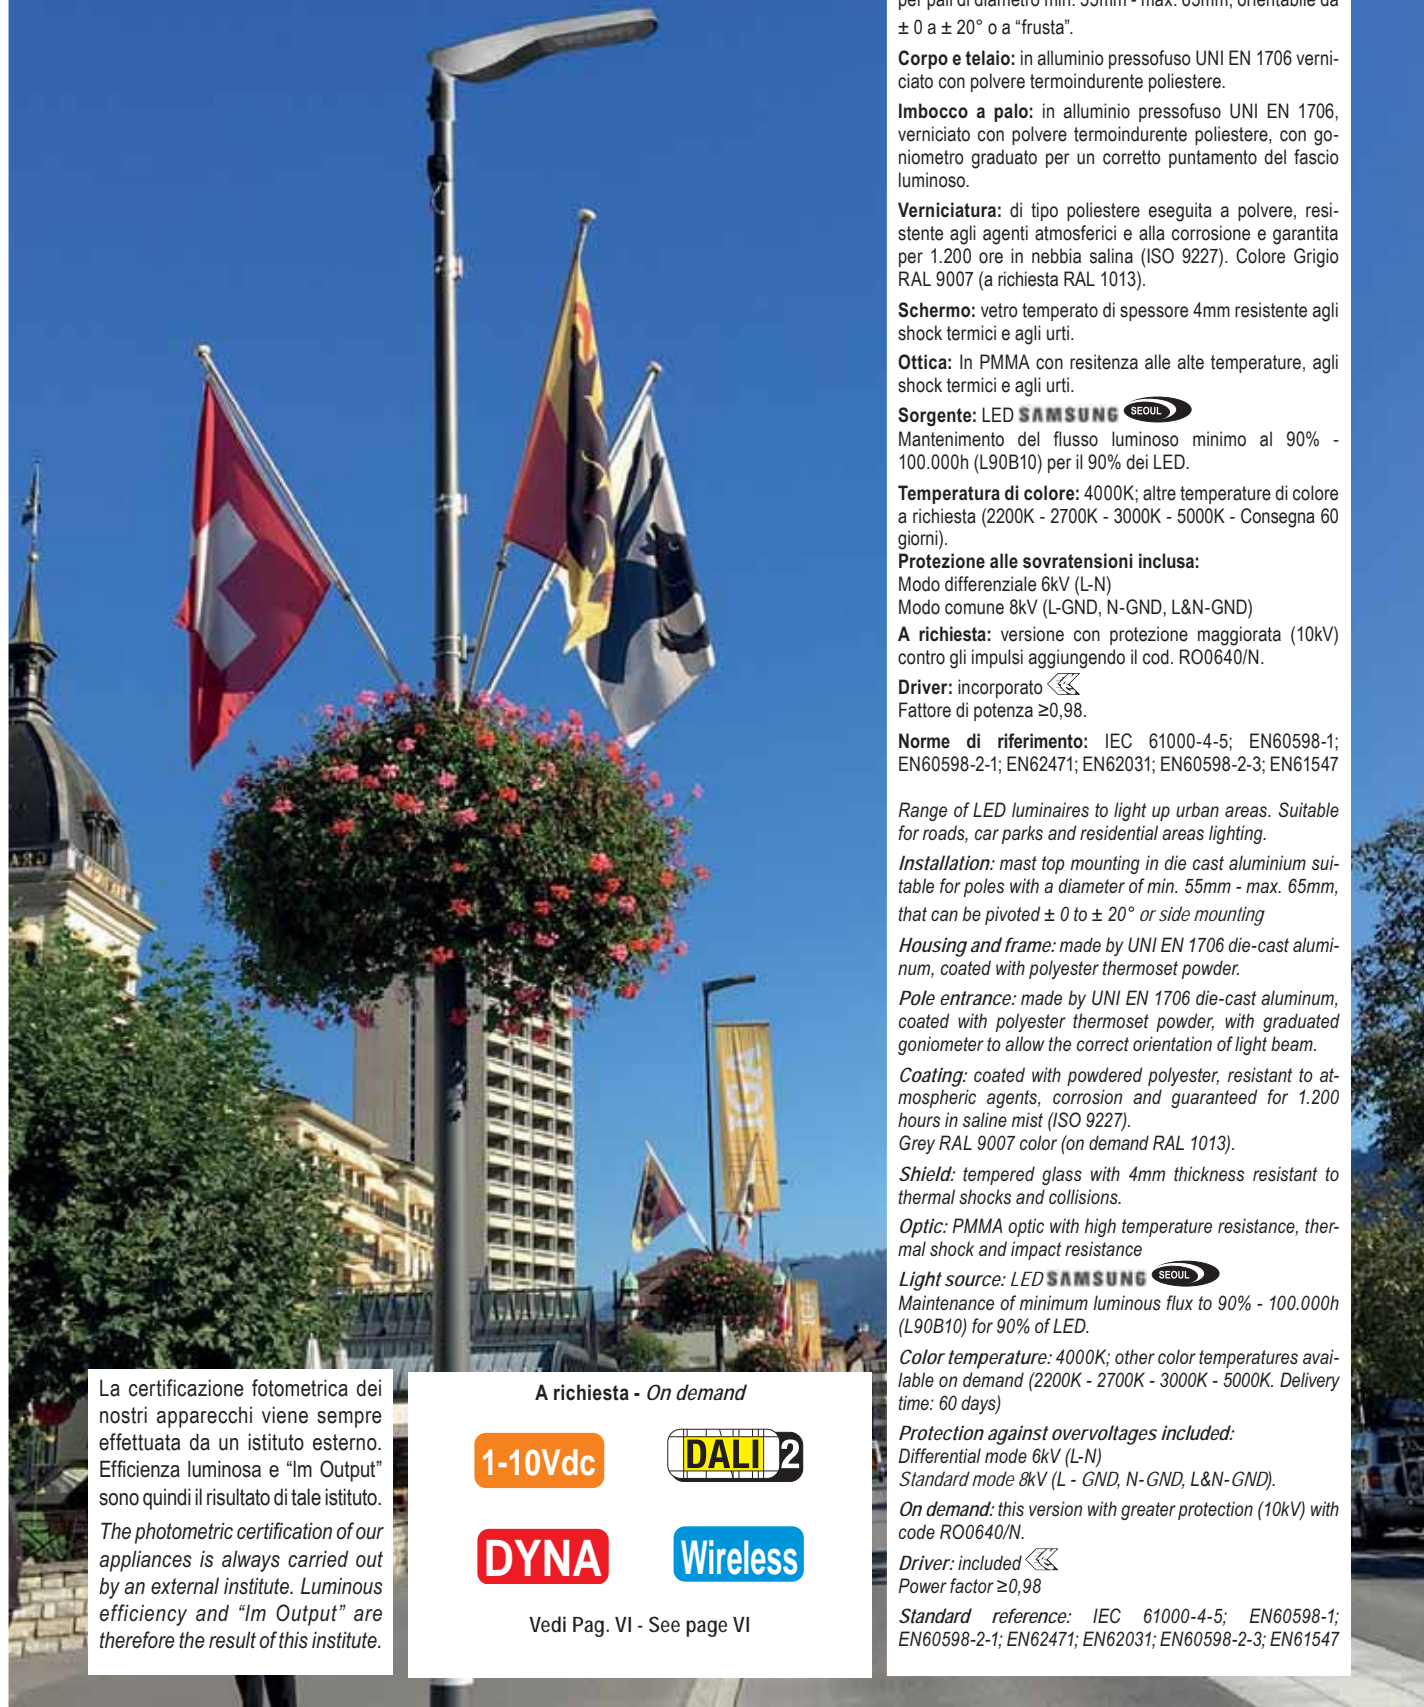 per pali di diametro min. 55mm - max. 65mm, orientabile da
± 0 a ± 20° o a “frusta”.
Corpo e telaio: in alluminio pressofuso UNI EN 1706 verni-
ciato con polvere termoindurente poliestere.
Imbocco a palo: in alluminio pressofuso UNI EN 1706,
verniciato con polvere termoindurente poliestere, con go-
niometro graduato per un corretto puntamento del fascio
luminoso.
Verniciatura: di tipo poliestere eseguita a polvere, resi-
stente agli agenti atmosferici e alla corrosione e garantita
per 1.200 ore in nebbia salina (ISO 9227). Colore Grigio
RAL 9007 (a richiesta RAL 1013).
Schermo: vetro temperato di spessore 4mm resistente agli
shock termici e agli urti.
Ottica: In PMMA con resitenza alle alte temperature, agli
shock termici e agli urti.
Sorgente: LED SAMSUNG SEOUL
Mantenimento del flusso luminoso minimo al 90% -
100.000h (L90B10) per il 90% dei LED.
Temperatura di colore: 4000K; altre temperature di colore
a richiesta (2200K - 2700K - 3000K - 5000K - Consegna 60
giorni).
Protezione alle sovratensioni inclusa:
Modo differenziale 6kV (L-N)
Modo comune 8kV (L-GND, N-GND, L&N-GND)
A richiesta: versione con protezione maggiorata (10kV)
contro gli impulsi aggiungendo il cod. RO0640/N.
Driver: incorporato
Fattore di potenza ≥0,98.
Norme di riferimento: IEC 61000-4-5; EN60598-1;
EN60598-2-1; EN62471; EN62031; EN60598-2-3; EN61547
Range of LED luminaires to light up urban areas. Suitable
for roads, car parks and residential areas lighting.
Installation: mast top mounting in die cast aluminium sui-
table for poles with a diameter of min. 55mm - max. 65mm,
that can be pivoted ± 0 to ± 20° or side mounting
Housing and frame: made by UNI EN 1706 die-cast alumi-
num, coated with polyester thermoset powder.
Pole entrance: made by UNI EN 1706 die-cast aluminum,
coated with polyester thermoset powder, with graduated
goniometer to allow the correct orientation of light beam.
Coating: coated with powdered polyester, resistant to at-
mospheric agents, corrosion and guaranteed for 1.200
hours in saline mist (ISO 9227).
Grey RAL 9007 color (on demand RAL 1013).
Shield: tempered glass with 4mm thickness resistant to
thermal shocks and collisions.
Optic: PMMA optic with high temperature resistance, ther-
mal shock and impact resistance
Light source: LED SAMSUNG SEOUL
Maintenance of minimum luminous flux to 90% - 100.000h
(L90B10) for 90% of LED.
Color temperature: 4000K; other color temperatures avai-
lable on demand (2200K - 2700K - 3000K - 5000K. Delivery
time: 60 days)
Protection against overvoltages included:
Differential mode 6kV (L-N)
Standard mode 8kV (L - GND, N-GND, L&N-GND).
On demand: this version with greater protection (10kV) with
code RO0640/N.
Driver: included
Power factor ≥0,98
Standard reference: IEC 61000-4-5; EN60598-1;
EN60598-2-1; EN62471; EN62031; EN60598-2-3; EN61547
IGA
IGA
La certificazione fotometrica dei
nostri apparecchi viene sempre
effettuata da un istituto esterno.
Efficienza luminosa e “lm Output”
sono quindi il risultato di tale istituto.
The photometric certification of our
appliances is always carried out
by an external institute. Luminous
efficiency and “lm Output” are
therefore the result of this institute.
A richiesta - On demand
1-10Vdc
DALI 2
DYNA
Wireless
Vedi Pag. VI - See page VI